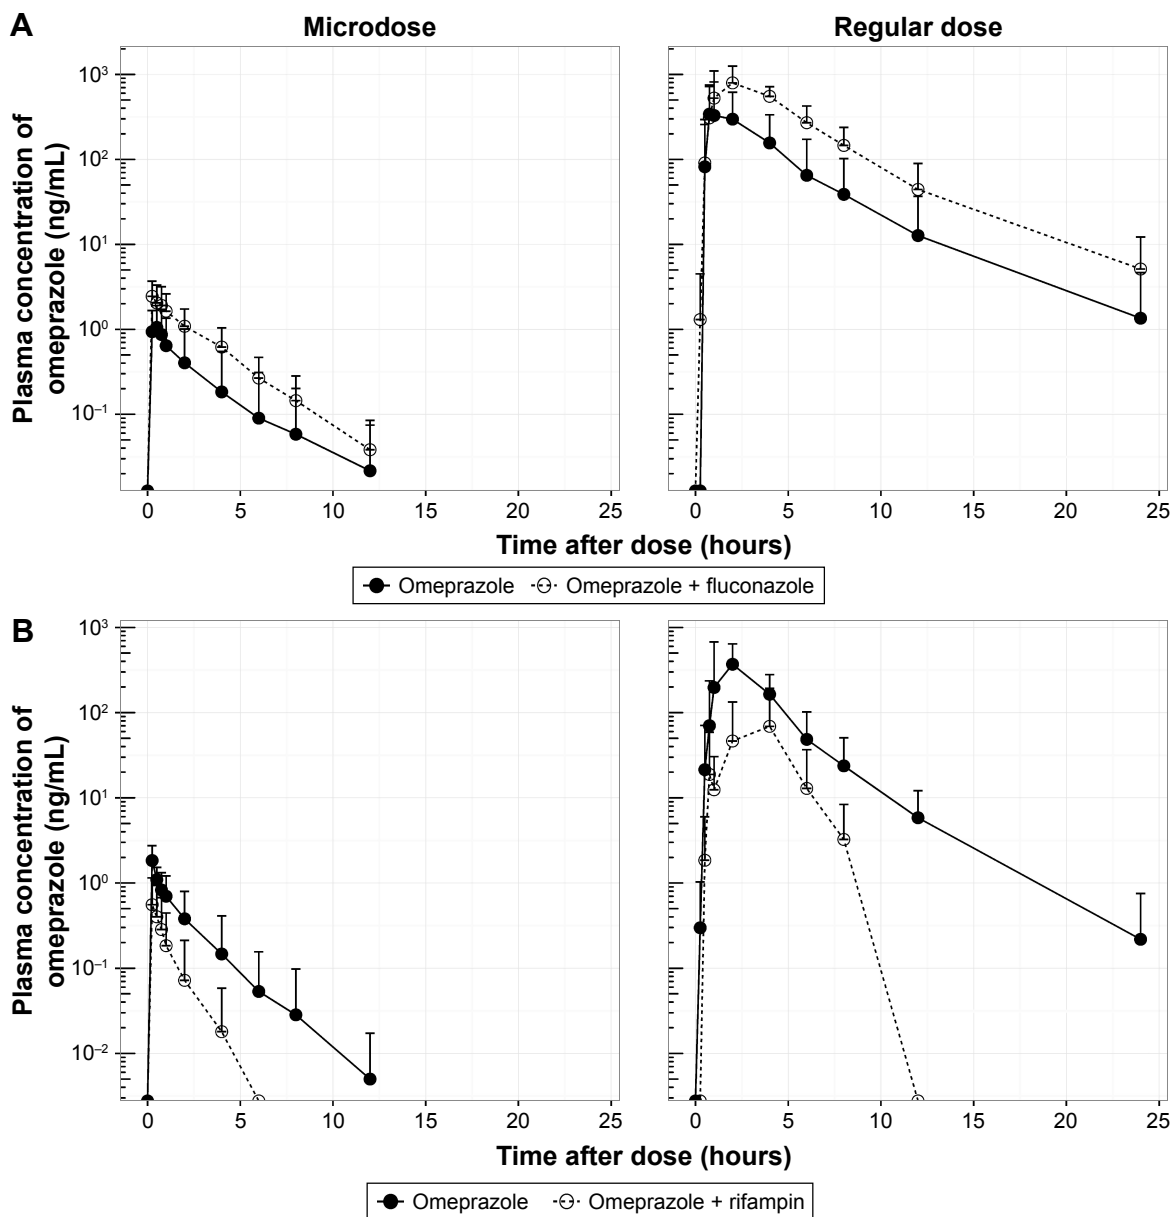 A
Microdose
Regular dose
Plasma concentration of
omeprazole (ng/mL)
10³
10²
10¹
10⁰
10⁻¹
0 5 10 15 20 25
0 5 10 15 20 25
Time after dose (hours)
Omeprazole Omeprazole + fluconazole
B
Plasma concentration of
omeprazole (ng/mL)
10³
10²
10¹
10⁰
10⁻¹
10⁻²
0 5 10 15 20 25
0 5 10 15 20 25
Time after dose (hours)
Omeprazole Omeprazole + rifampin